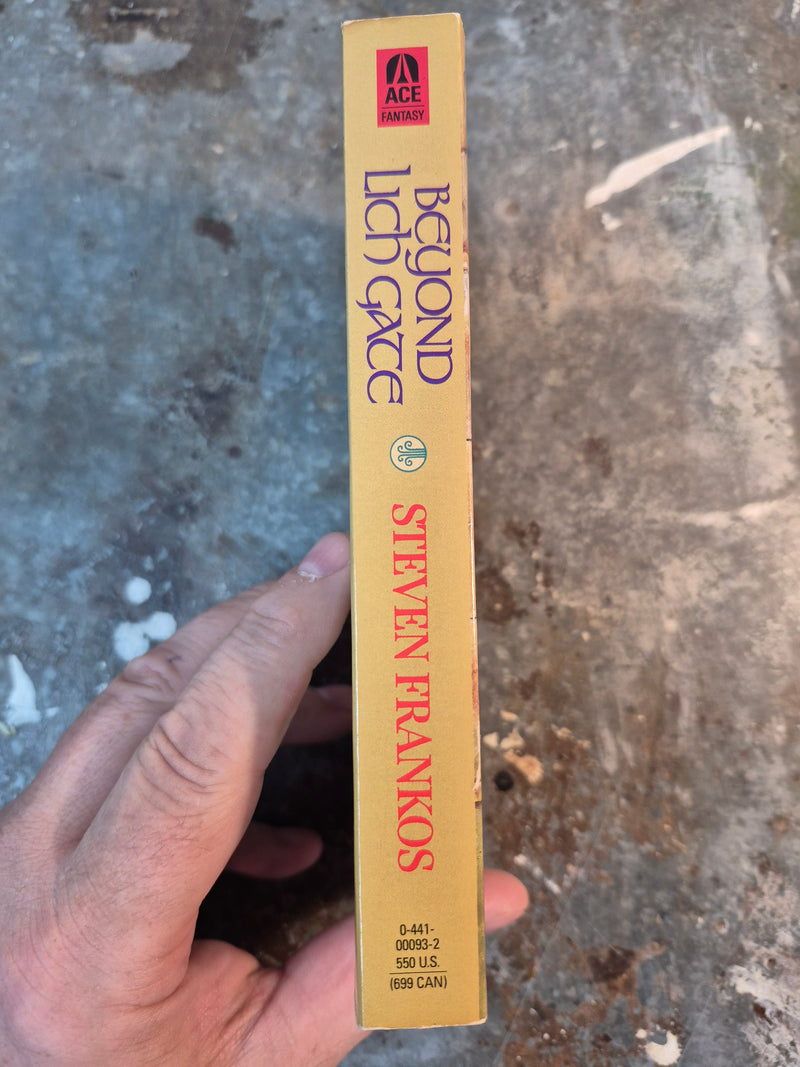 ACE
FANTASY
BEYOND
LICH GATE
STEVEN FRANKOS
0-441-
00093-2
550 U.S.
(699 CAN)